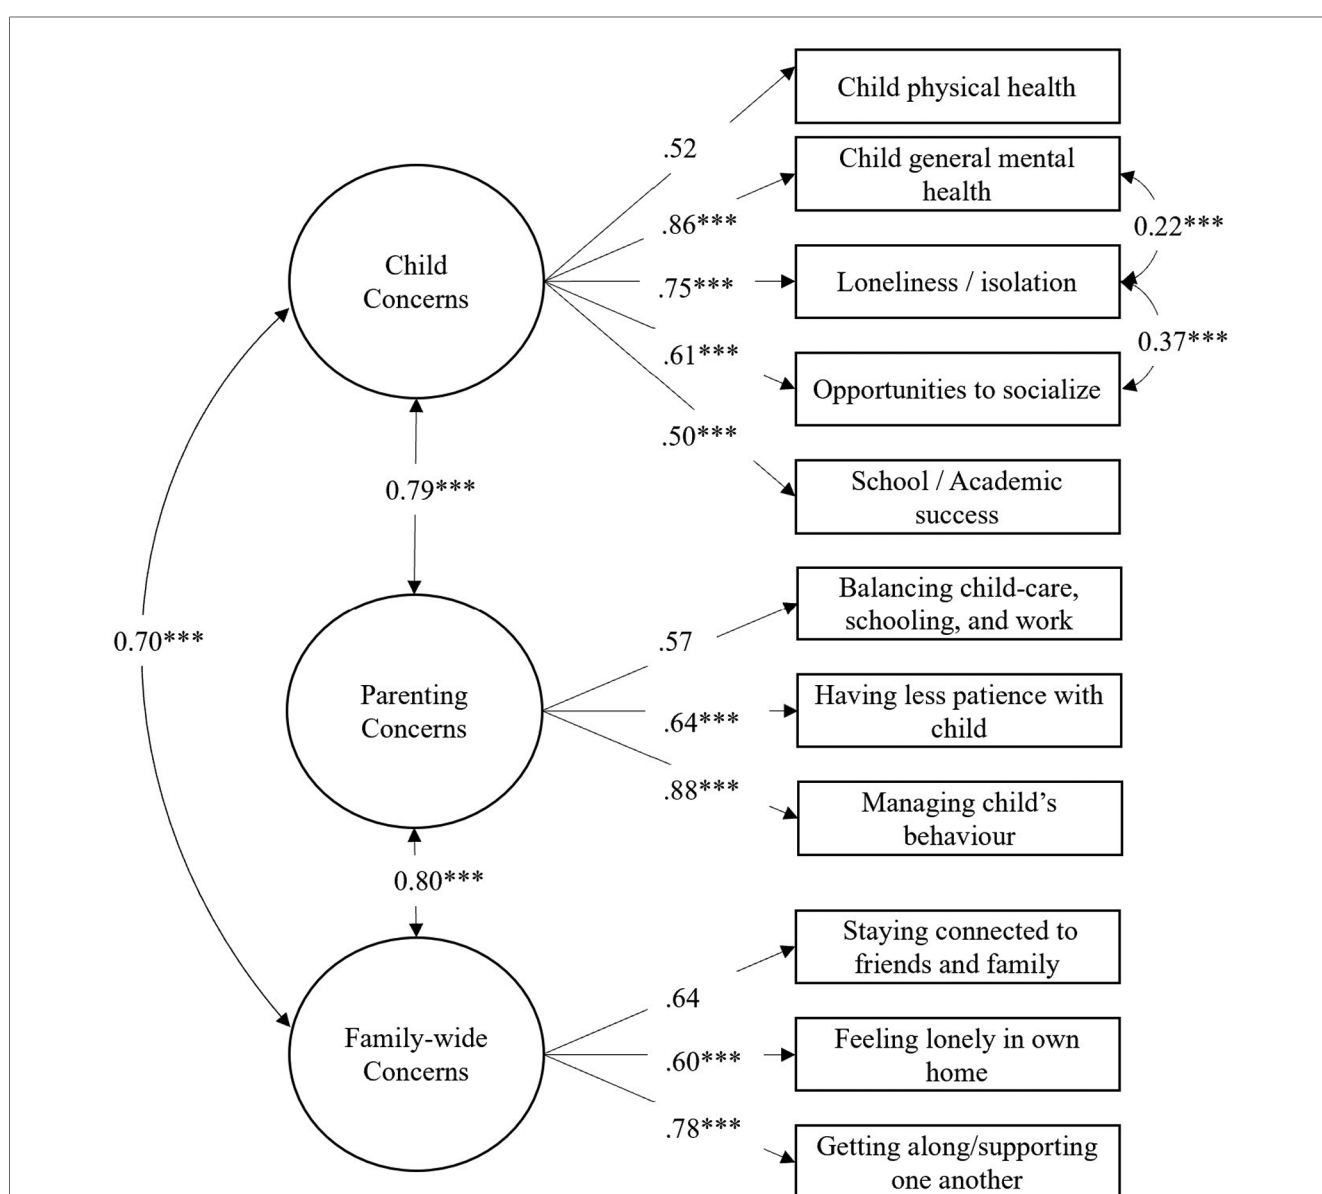 Child physical health
.52
Child general mental
health
.86***
0.22***
Child
Concerns
Loneliness / isolation
.75***
0.37***
.61***
Opportunities to socialize
.50***
School / Academic
success
0.79***
Balancing child-care,
schooling, and work
.57
0.70***
Parenting
Concerns
Having less patience with
child
.64***
.88***
Managing child’s
behaviour
0.80***
Staying connected to
friends and family
.64
Family-wide
Concerns
Feeling lonely in own
home
.60***
.78***
Getting along/supporting
one another